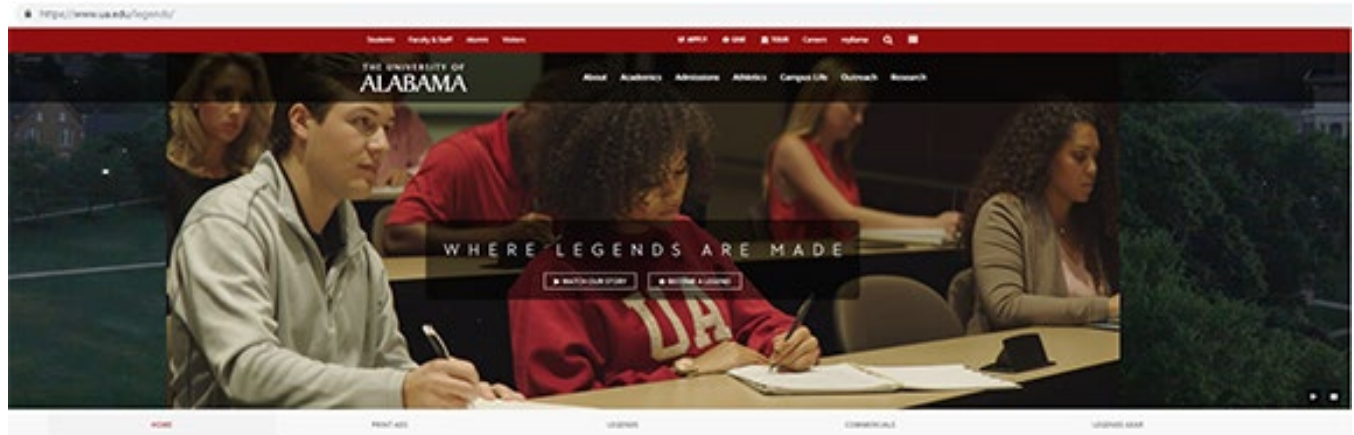 https://www.ua.edu/legends/
Students Faculty & Staff Alumni Visitors APPLY GIVE TOUR Careers myBama
THE UNIVERSITY OF
ALABAMA
About Academics Admissions Athletics Campus Life Outreach Research
WHERE LEGENDS ARE MADE
WATCH OUR STORY BECOME A LEGEND
UA
HOME PRINT ADS LEGENDS COMMERCIALS LEGENDS GEAR